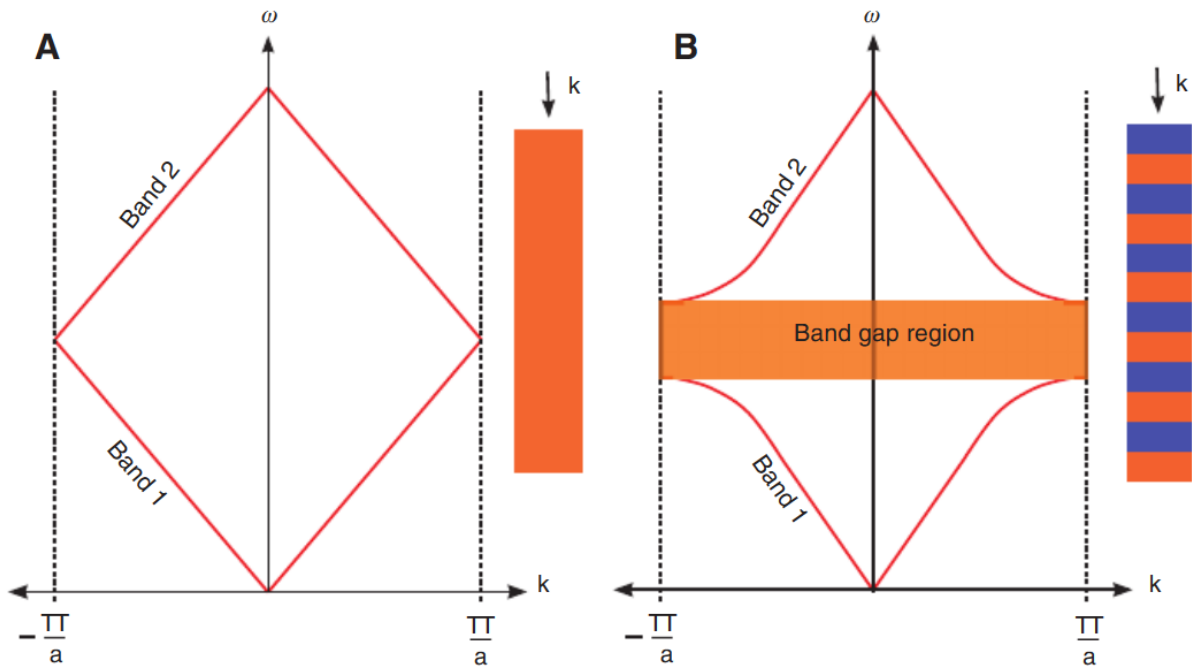 A
ω
k
Band 2
Band 1
k
− π/a
π/a
B
ω
k
Band 2
Band gap region
Band 1
k
− π/a
π/a